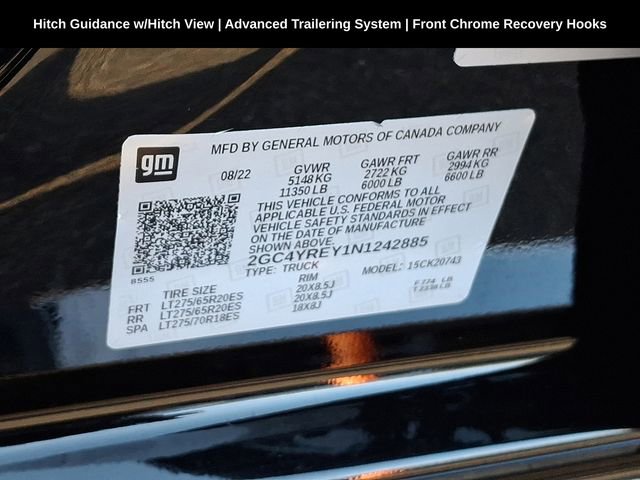 Hitch Guidance w/Hitch View | Advanced Trailering System | Front Chrome Recovery Hooks
MFD BY GENERAL MOTORS OF CANADA COMPANY
gm
08/22
GVWR GAWR FRT GAWR RR
5148 KG 2722 KG 2994 KG
11350 LB 6000 LB 6600 LB
THIS VEHICLE CONFORMS TO ALL
APPLICABLE U.S. FEDERAL MOTOR
VEHICLE SAFETY STANDARDS IN EFFECT
ON THE DATE OF MANUFACTURE
SHOWN ABOVE.
2GC4YREY1N1242885
8555
TYPE: TRUCK MODEL: 15CK20743
TIRE SIZE RIM
FRT LT275/65R20ES 20X8.5J
RR LT275/65R20ES 20X8.5J
SPA LT275/70R18ES 18X8J